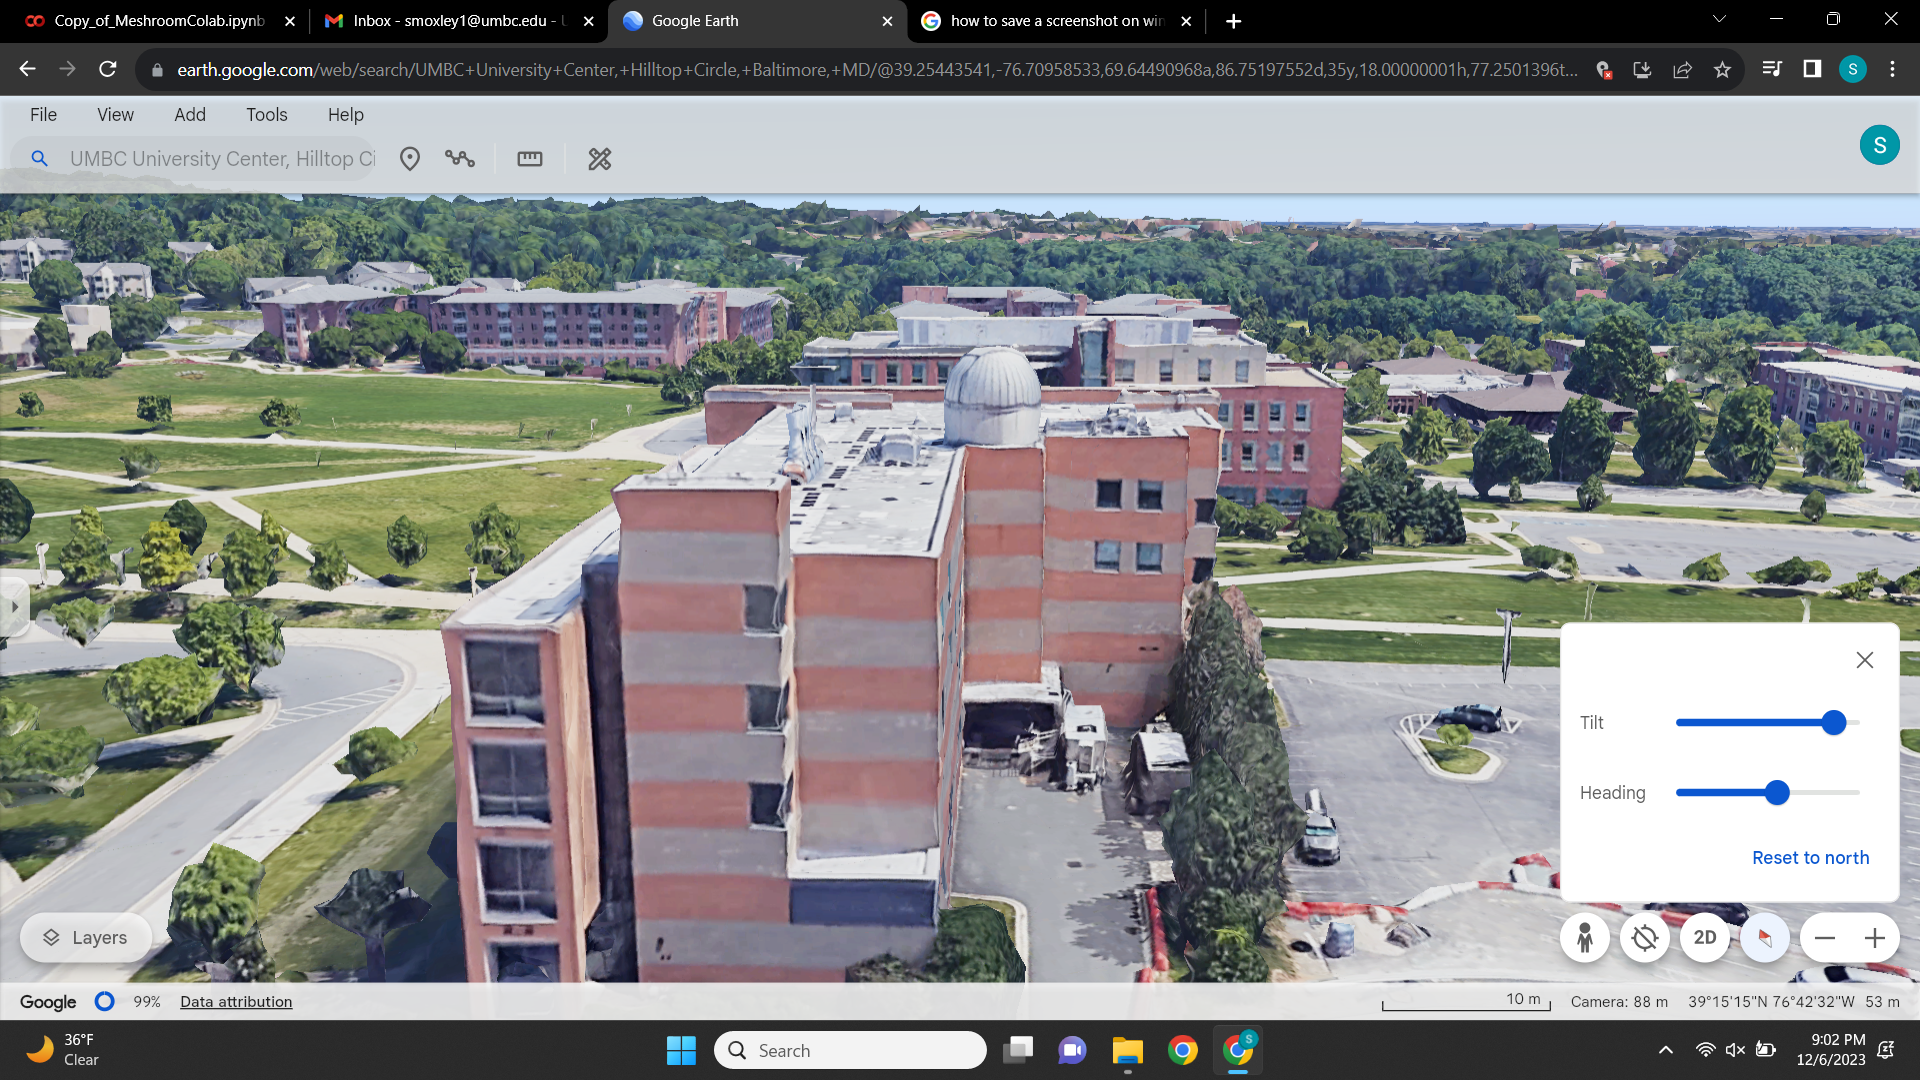 Copy_of_MeshroomColab.ipynb
Inbox - smoxley1@umbc.edu - U
Google Earth
how to save a screenshot on win
earth.google.com/web/search/UMBC+University+Center,+Hilltop+Circle,+Baltimore,+MD/@39.25443541,-76.70958533,69.64490968a,86.75197552d,35y,18.00000001h,77.2501396t...
S
File
View
Add
Tools
Help
UMBC University Center, Hilltop Ci
S
Tilt
Heading
Reset to north
Layers
2D
Google
99%
Data attribution
10 m
Camera: 88 m
39°15'15"N 76°42'32"W
53 m
36°F
Clear
Search
S
9:02 PM
12/6/2023